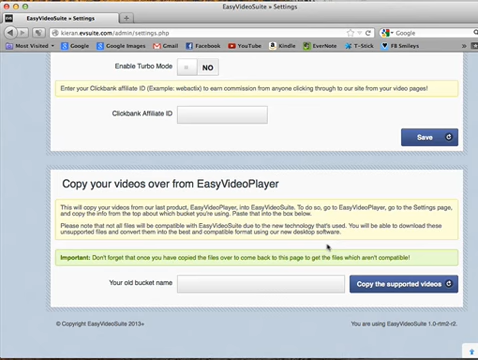 EasyVideoSuite » Settings
EasyVideoSuite » Settings
kieran.evsuite.com/admin/settings.php
Google
Most Visited
Google
Google Images
Gmail
Facebook
YouTube
Kindle
EverNote
T-Stick
FB Smileys
Enable Turbo Mode
NO
Enter your Clickbank affiliate ID (Example: webactix) to earn commission from anyone clicking through to our site from your video pages!
Clickbank Affiliate ID
Save
Copy your videos over from EasyVideoPlayer
This will copy your videos from our last product, EasyVideoPlayer, into EasyVideoSuite. To do so, go to EasyVideoPlayer, go to the Settings page,
and copy the info from the top about which bucket you're using. Paste that into the box below.
Please note that not all files will be compatible with EasyVideoSuite due to the new technology that's used. You will be able to download these
unsupported files and convert them into the best and compatible format using our new desktop software.
Important: Don't forget that once you have copied the files over to come back to this page to get the files which aren't compatible!
Your old bucket name
Copy the supported videos
© Copyright EasyVideoSuite 2013+
You are using EasyVideoSuite 1.0-rtm2-r2.